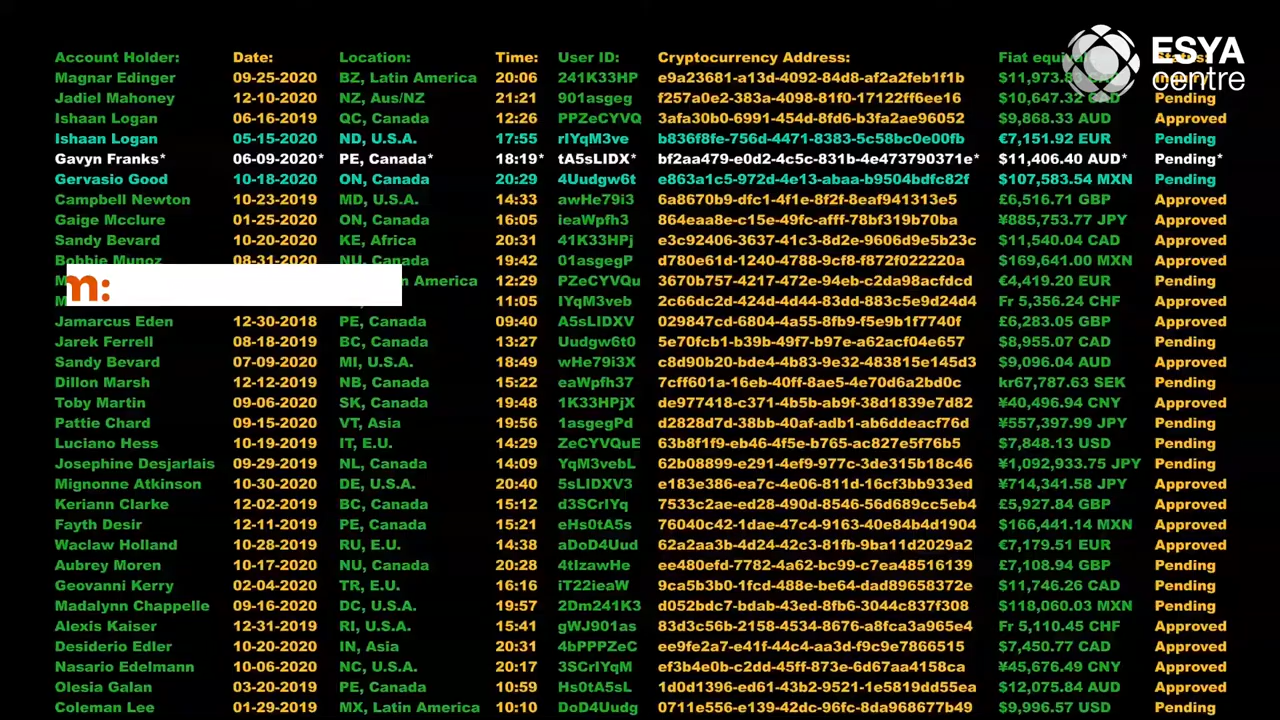 ESYA
centre
Account Holder: Date: Location: Time: User ID: Cryptocurrency Address: Fiat
Magnar Edinger 09-25-2020 BZ, Latin America 20:06 241K33HP e9a23681-a13d-4092-84d8-af2a2feb1f1b $11,973.8
Jadiel Mahoney 12-10-2020 NZ, Aus/NZ 21:21 901asgeg f257a0e2-383a-4098-81f0-17122ff6ee16 $10,647.32 CAD Pending
Ishaan Logan 06-16-2019 QC, Canada 12:26 PPZeCYVQ 3afa30b0-6991-454d-8fd6-b3fa2ae96052 $9,868.33 AUD Approved
Ishaan Logan 05-15-2020 ND, U.S.A. 17:55 rIYqM3ve b836f8fe-756d-4471-8383-5c58bc0e00fb €7,151.92 EUR Pending
Gavyn Franks* 06-09-2020* PE, Canada* 18:19* tA5sLIDX* bf2aa479-e0d2-4c5c-831b-4e473790371e* $11,406.40 AUD* Pending*
Gervasio Good 10-18-2020 ON, Canada 20:29 4Uudgw6t e863a1c5-972d-4e13-abaa-b9504bdfc82f $107,583.54 MXN Pending
Campbell Newton 10-23-2019 MD, U.S.A. 14:33 awHe79i3 6a8670b9-dfc1-4f1e-8f2f-8eaf941313e5 £6,516.71 GBP Approved
Gaige Mcclure 01-25-2020 ON, Canada 16:05 ieaWpfh3 864eaa8e-c15e-49fc-afff-78bf319b70ba ¥885,753.77 JPY Pending
Sandy Bevard 10-20-2020 KE, Africa 20:31 41K33HPj e3c92406-3637-41c3-8d2e-9606d9e5b23c $11,540.04 CAD Approved
Bobbie Munoz 08-31-2020 NU, Canada 19:42 01asgegP d780e61d-1240-4788-9cf8-f872f022220a $169,641.00 MXN Pending
m: America 12:29 PZeCYVQu 3670b757-4217-472e-94eb-c2da98acfdcd €4,419.20 EUR Pending
11:05 IYqM3veb 2c66dc2d-424d-4d44-83dd-883c5e9d24d4 Fr 5,356.24 CHF Approved
Jamarcus Eden 12-30-2018 PE, Canada 09:40 A5sLIDXV 029847cd-6804-4a55-8fb9-f5e9b1f7740f £6,283.05 GBP Approved
Jarek Ferrell 08-18-2019 BC, Canada 13:27 Uudgw6t0 5e70fcb1-b39b-49f7-b97e-a62acf04e657 $8,955.07 CAD Pending
Sandy Bevard 07-09-2020 MI, U.S.A. 18:49 wHe79i3X c8d90b20-bde4-4b83-9e32-483815e145d3 $9,096.04 AUD Approved
Dillon Marsh 12-12-2019 NB, Canada 15:22 eaWpfh37 7cff601a-16eb-40ff-8ae5-4e70d6a2bd0c kr67,787.63 SEK Pending
Toby Martin 09-06-2020 SK, Canada 19:48 1K33HPjX de977418-c371-4b5b-ab9f-38d1839e7d82 ¥40,496.94 CNY Approved
Pattie Chard 09-15-2020 VT, Asia 19:56 1asgegPd d2828d7d-38bb-40af-adb1-ab6ddeacf76d ¥557,397.99 JPY Pending
Luciano Hess 10-19-2019 IT, E.U. 14:29 ZeCYVQuE 63b8f1f9-eb46-4f5e-b765-ac827e5f76b5 $7,848.13 USD Pending
Josephine Desjarlais 09-29-2019 NL, Canada 14:09 YqM3vebL 62b08899-e291-4ef9-977c-3de315b18c46 ¥1,092,933.75 JPY Pending
Mignonne Atkinson 10-30-2020 DE, U.S.A. 20:40 5sLIDXV3 e183e386-ea7c-4e06-811d-16cf3bb933ed ¥714,341.58 JPY Approved
Keriann Clarke 12-02-2019 BC, Canada 15:12 d3SCrIYq 7533c2ae-ed28-490d-8546-56d689cc5eb4 £5,927.84 GBP Approved
Fayth Desir 12-11-2019 PE, Canada 15:21 eHs0tA5s 76040c42-1dae-47c4-9163-40e84b4d1904 $166,441.14 MXN Approved
Waclaw Holland 10-28-2019 RU, E.U. 14:38 aDoD4Uud 62a2aa3b-4d24-42c3-81fb-9ba11d2029a2 €7,179.51 EUR Approved
Aubrey Moren 10-17-2020 NU, Canada 20:28 4tIzawHe ee480efd-7782-4a62-bc99-c7ea48516139 £7,108.94 GBP Pending
Geovanni Kerry 02-04-2020 TR, E.U. 16:16 iT22ieaW 9ca5b3b0-1fcd-488e-be64-dad89658372e $11,746.26 CAD Pending
Madalynn Chappelle 09-16-2020 DC, U.S.A. 19:57 2Dm241K3 d052bdc7-bdab-43ed-8fb6-3044c837f308 $118,060.03 MXN Pending
Alexis Kaiser 12-31-2019 RI, U.S.A. 15:41 gWJ901as 83d3c56b-2158-4534-8676-a8fca3a965e4 Fr 5,110.45 CHF Approved
Desiderio Edler 10-20-2020 IN, Asia 20:31 4bPPPZeC ee9fe2a7-e41f-44c4-aa3d-f9c9e7866515 $7,450.77 CAD Pending
Nasario Edelmann 10-06-2020 NC, U.S.A. 20:17 3SCrIYqM ef3b4e0b-c2dd-45ff-873e-6d67aa4158ca ¥45,676.49 CNY Pending
Olesia Galan 03-20-2019 PE, Canada 10:59 Hs0tA5sL 1d0d1396-ed61-43b2-9521-1e5819dd55ea $12,075.84 AUD Approved
Coleman Lee 01-29-2019 MX, Latin America 10:10 DoD4Uudg 0711e556-e139-42dc-96fc-8da968677b49 $9,996.57 USD Pending